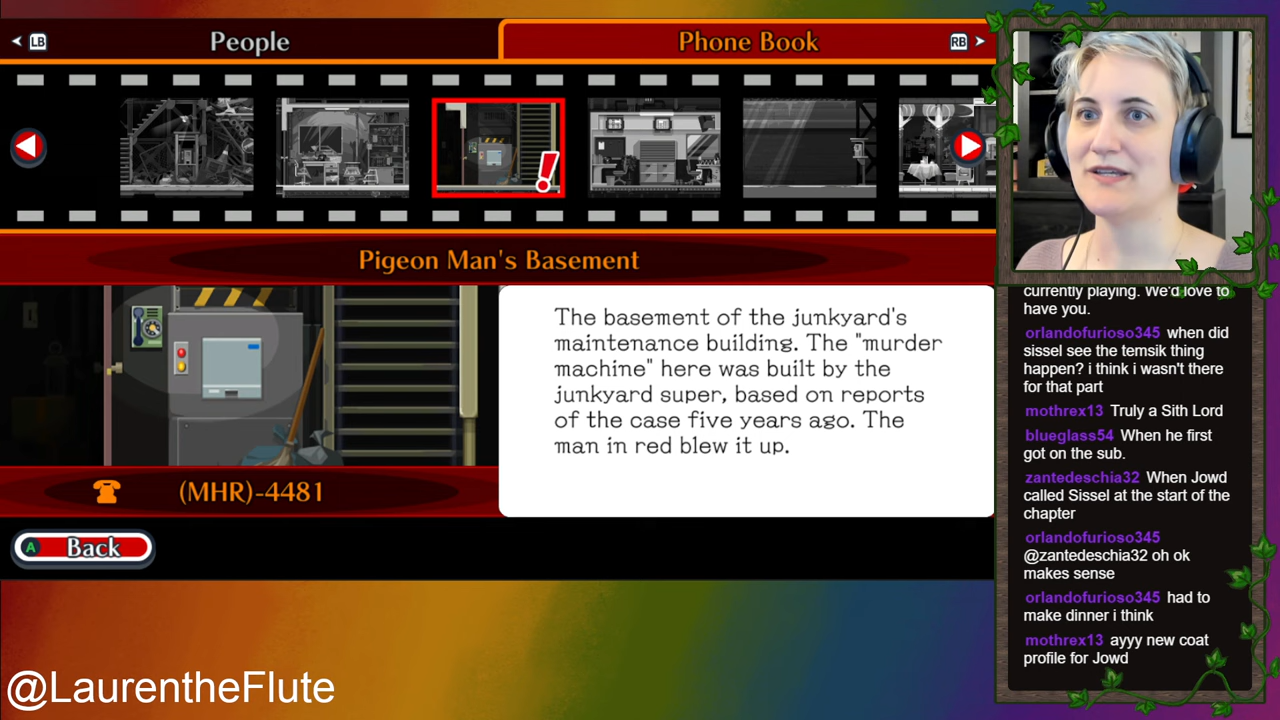 LB
People
Phone Book
RB
Pigeon Man's Basement
The basement of the junkyard's
maintenance building. The "murder
machine" here was built by the
junkyard super, based on reports
of the case five years ago. The
man in red blew it up.
(MHR)-4481
A Back
@LaurentheFlute
currently playing. We'd love to
have you.
orlandofurioso345 when did
sissel see the temsik thing
happen? i think i wasn't there
for that part
mothrex13 Truly a Sith Lord
blueglass54 When he first
got on the sub.
zantedeschia32 When Jowd
called Sissel at the start of the
chapter
orlandofurioso345
@zantedeschia32 oh ok
makes sense
orlandofurioso345 had to
make dinner i think
mothrex13 ayyy new coat
profile for Jowd